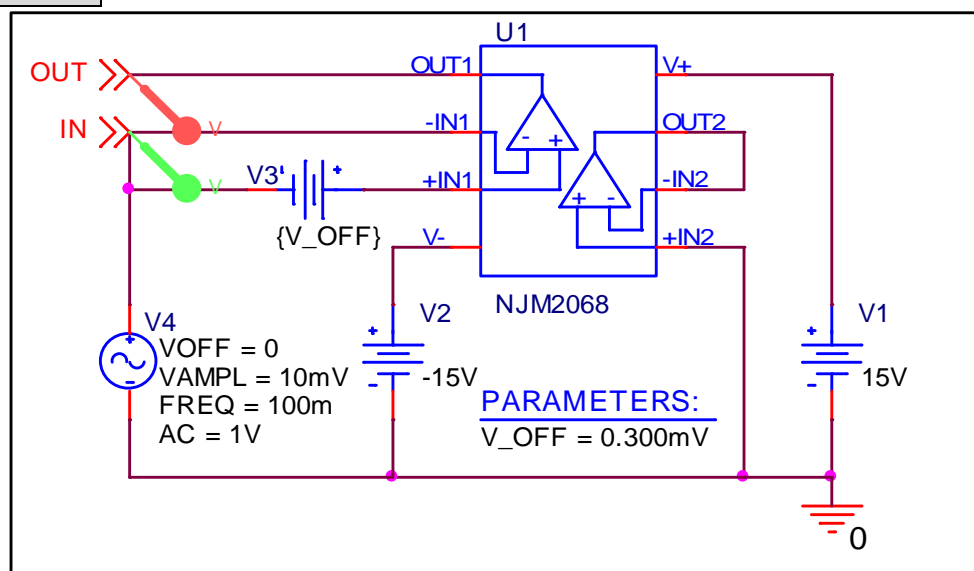 U1
OUT
OUT1
V+
IN
V
-IN1
OUT2
V
V3
+IN1
-IN2
{V_OFF}
V-
+IN2
NJM2068
V4
VOFF = 0
VAMPL = 10mV
FREQ = 100m
AC = 1V
V2
-15V
V1
15V
PARAMETERS:
V_OFF = 0.300mV
0